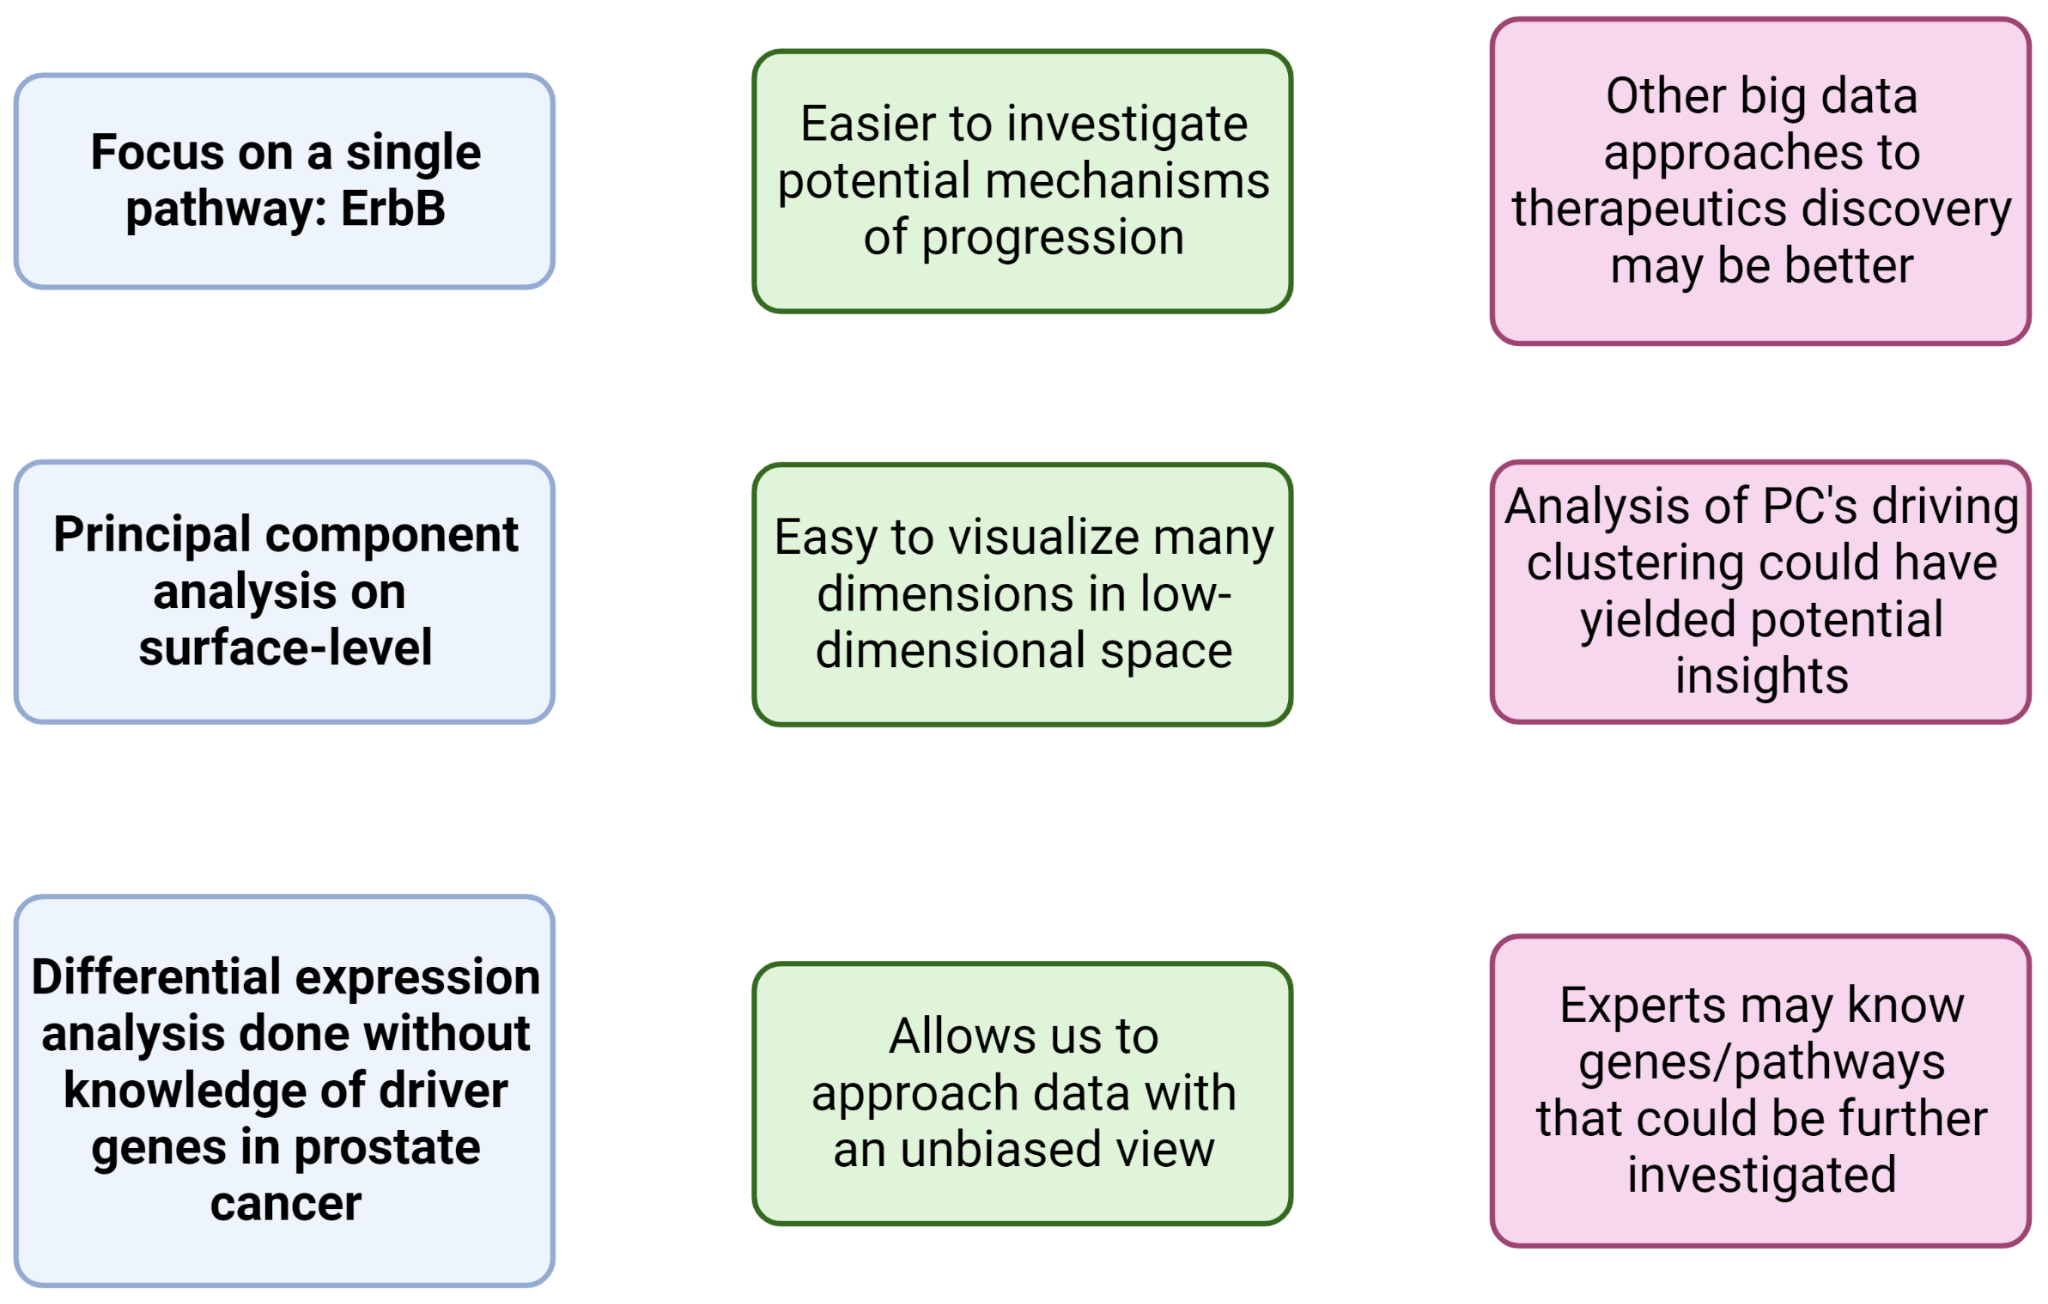 Focus on a single
pathway: ErbB
Easier to investigate
potential mechanisms
of progression
Other big data
approaches to
therapeutics discovery
may be better
Principal component
analysis on
surface-level
Easy to visualize many
dimensions in low-
dimensional space
Analysis of PC's driving
clustering could have
yielded potential
insights
Differential expression
analysis done without
knowledge of driver
genes in prostate
cancer
Allows us to
approach data with
an unbiased view
Experts may know
genes/pathways
that could be further
investigated